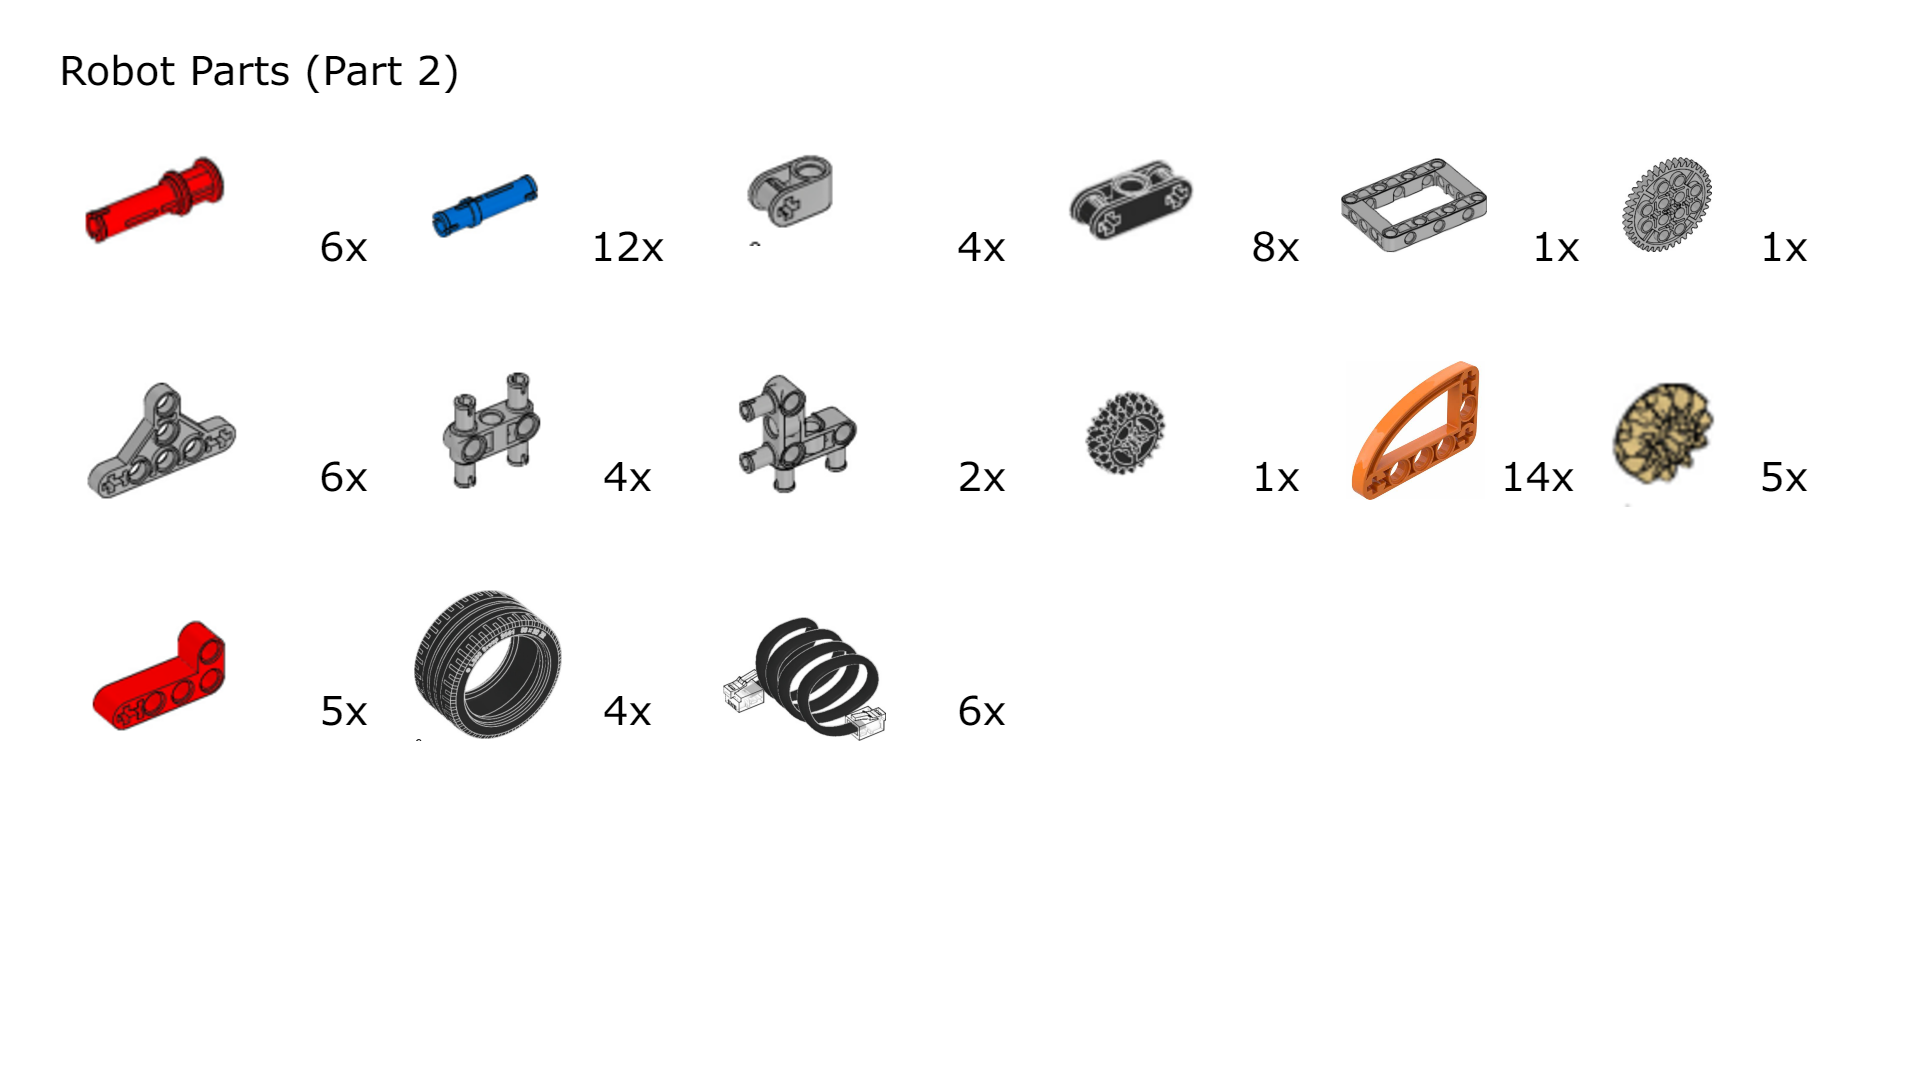 Robot Parts (Part 2)
6x 12x 4x 8x 1x 1x
6x 4x 2x 1x 14x 5x
5x 4x 6x